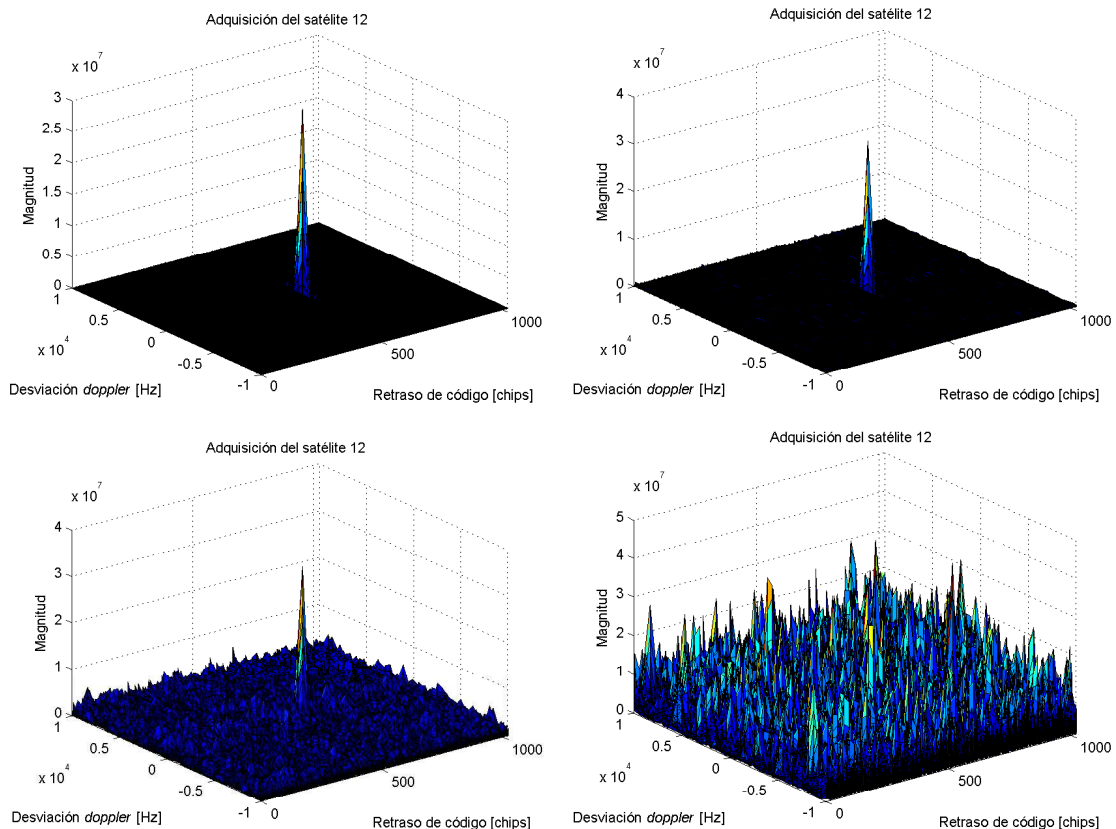 Adquisición del satélite 12
x 10^7
3
2.5
2
1.5
1
0.5
0
Magnitud
1
0.5
0
-0.5
-1
x 10^4
Desviación doppler [Hz]
0
500
1000
Retraso de código [chips]
Adquisición del satélite 12
x 10^7
4
3
2
1
0
Magnitud
1
0.5
0
-0.5
-1
x 10^4
Desviación doppler [Hz]
0
500
1000
Retraso de código [chips]
Adquisición del satélite 12
x 10^7
4
3
2
1
0
Magnitud
1
0.5
0
-0.5
-1
x 10^4
Desviación doppler [Hz]
0
500
1000
Retraso de código [chips]
Adquisición del satélite 12
x 10^7
5
4
3
2
1
0
Magnitud
1
0.5
0
-0.5
-1
x 10^4
Desviación doppler [Hz]
0
500
1000
Retraso de código [chips]